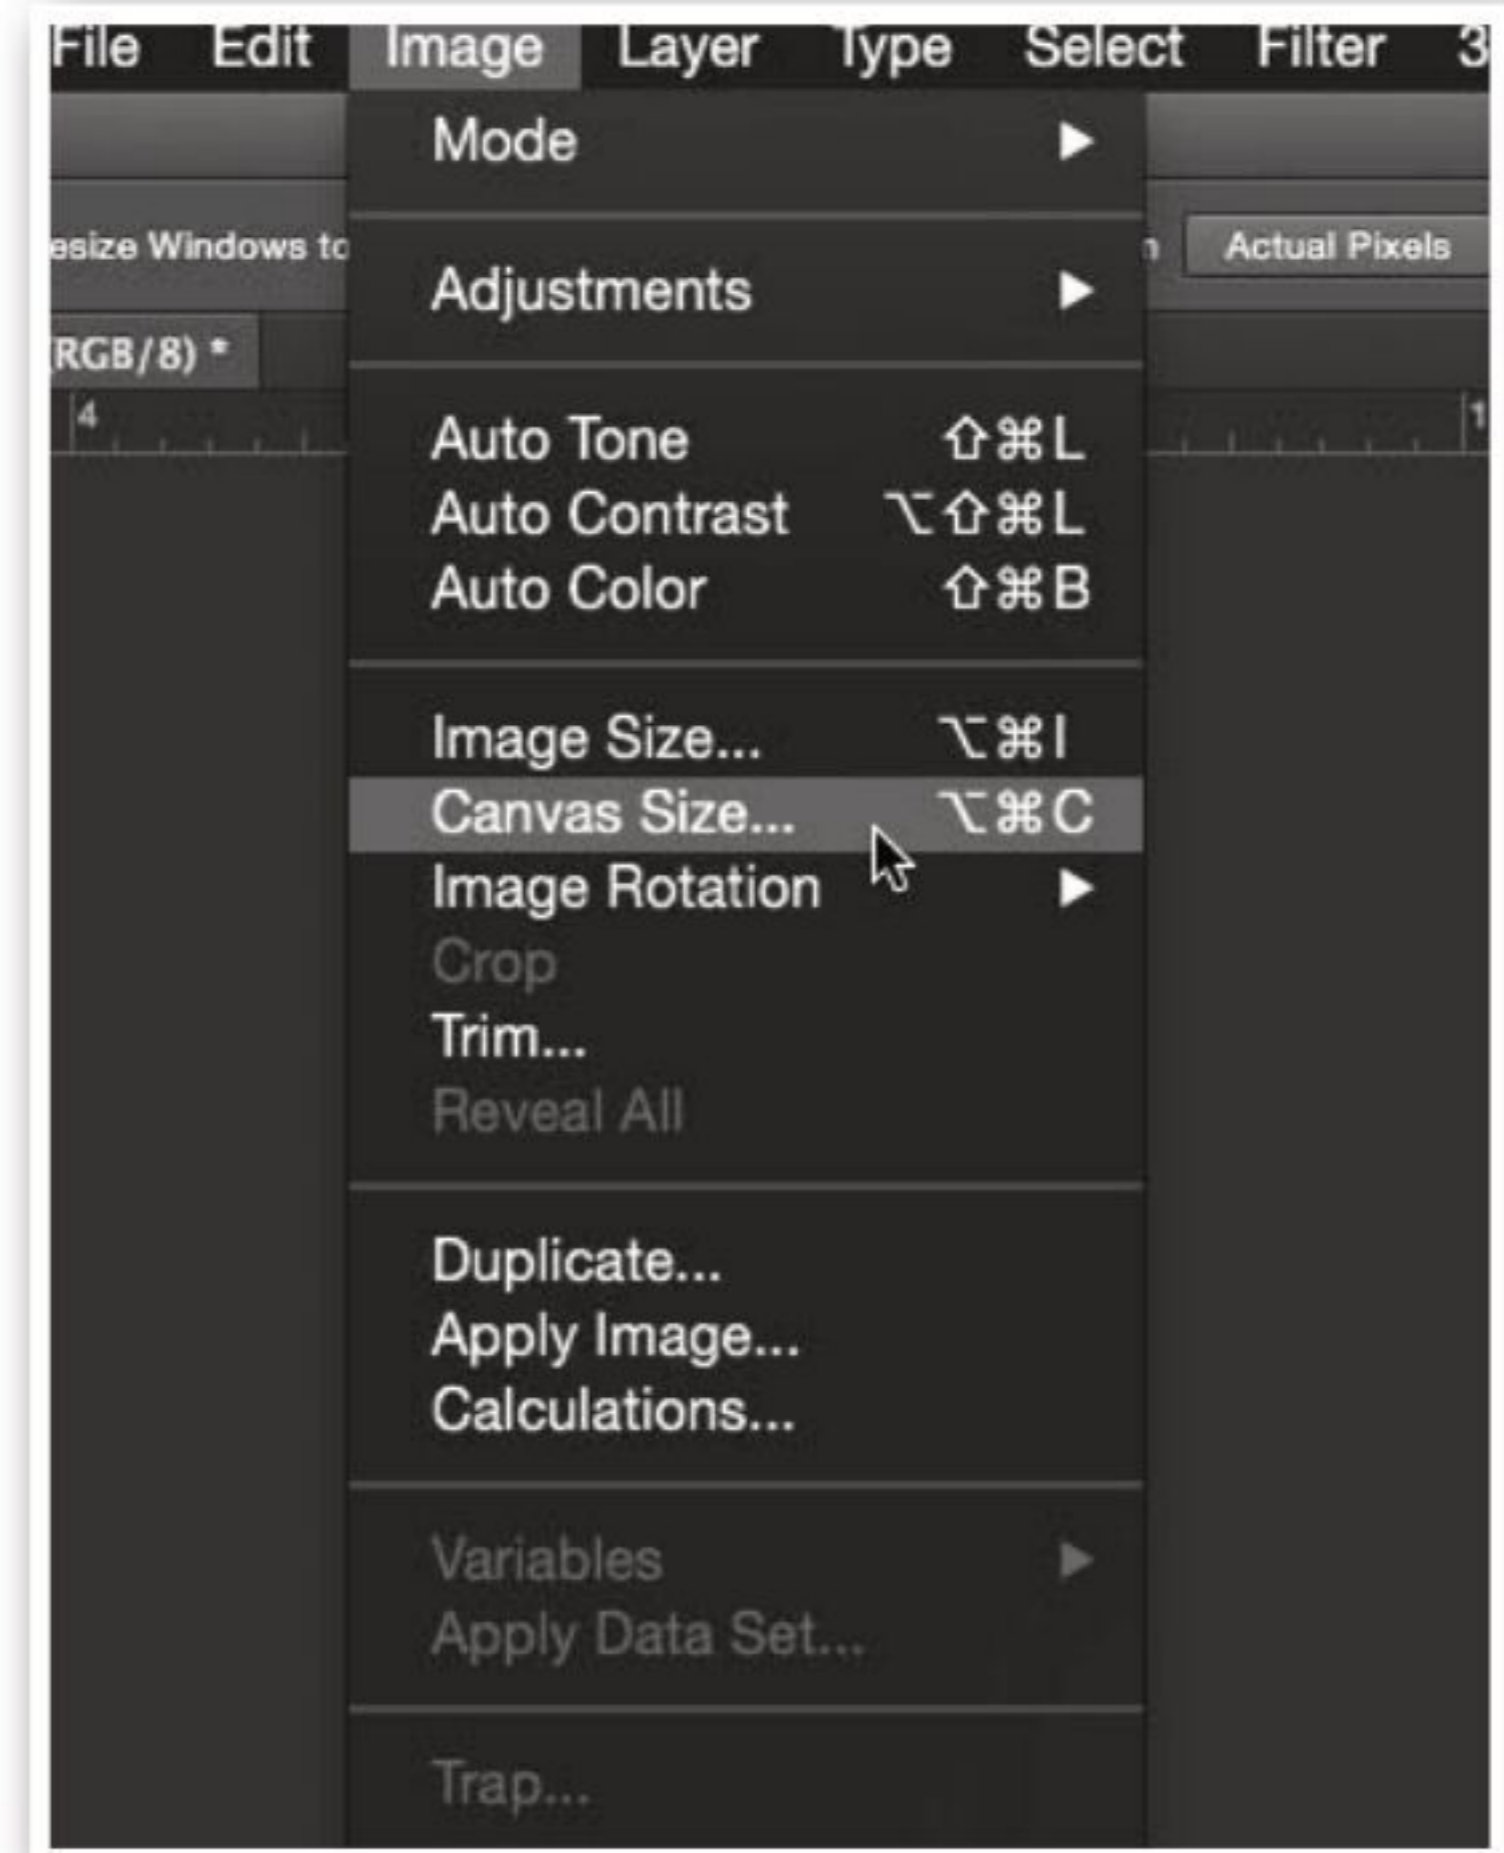 File Edit Image Layer Type Select Filter 3
Mode ▶
esize Windows to Actual Pixels
Adjustments ▶
RGB/8) *
4 1
Auto Tone ⇧⌘L
Auto Contrast ⌥⇧⌘L
Auto Color ⇧⌘B
Image Size... ⌥⌘I
Canvas Size... ⌥⌘C
Image Rotation ▶
Crop
Trim...
Reveal All
Duplicate...
Apply Image...
Calculations...
Variables ▶
Apply Data Set...
Trap...